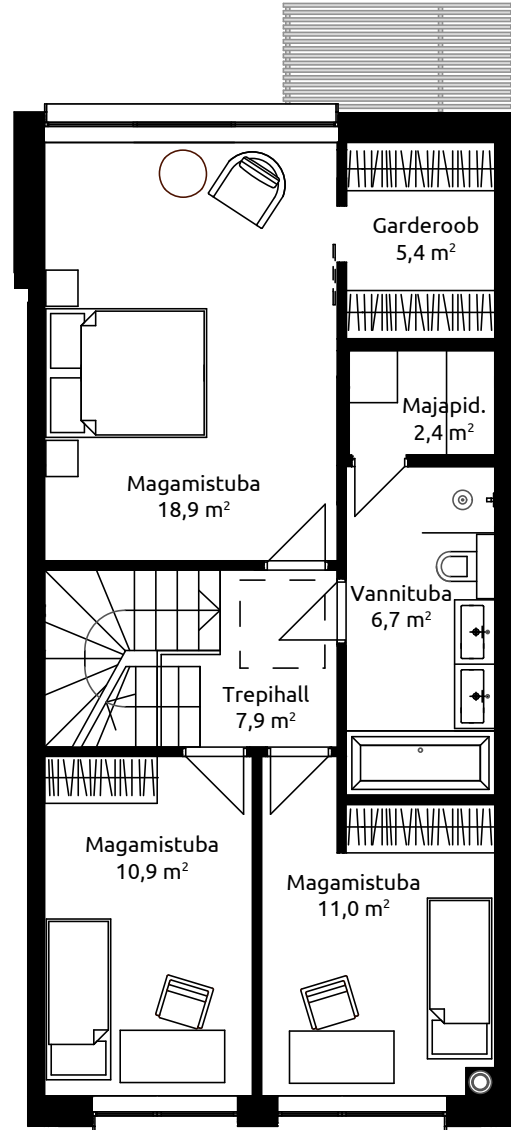 Garderoob
5,4 m²
Majapid.
2,4 m²
Magamistuba
18,9 m²
Vannituba
6,7 m²
Trepihall
7,9 m²
Magamistuba
10,9 m²
Magamistuba
11,0 m²